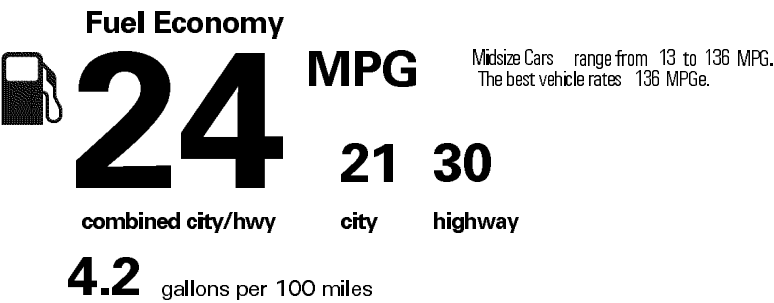 Fuel Economy
24 MPG
Midsize Cars range from 13 to 136 MPG.
The best vehicle rates 136 MPGe.
21 30
combined city/hwy city highway
4.2 gallons per 100 miles